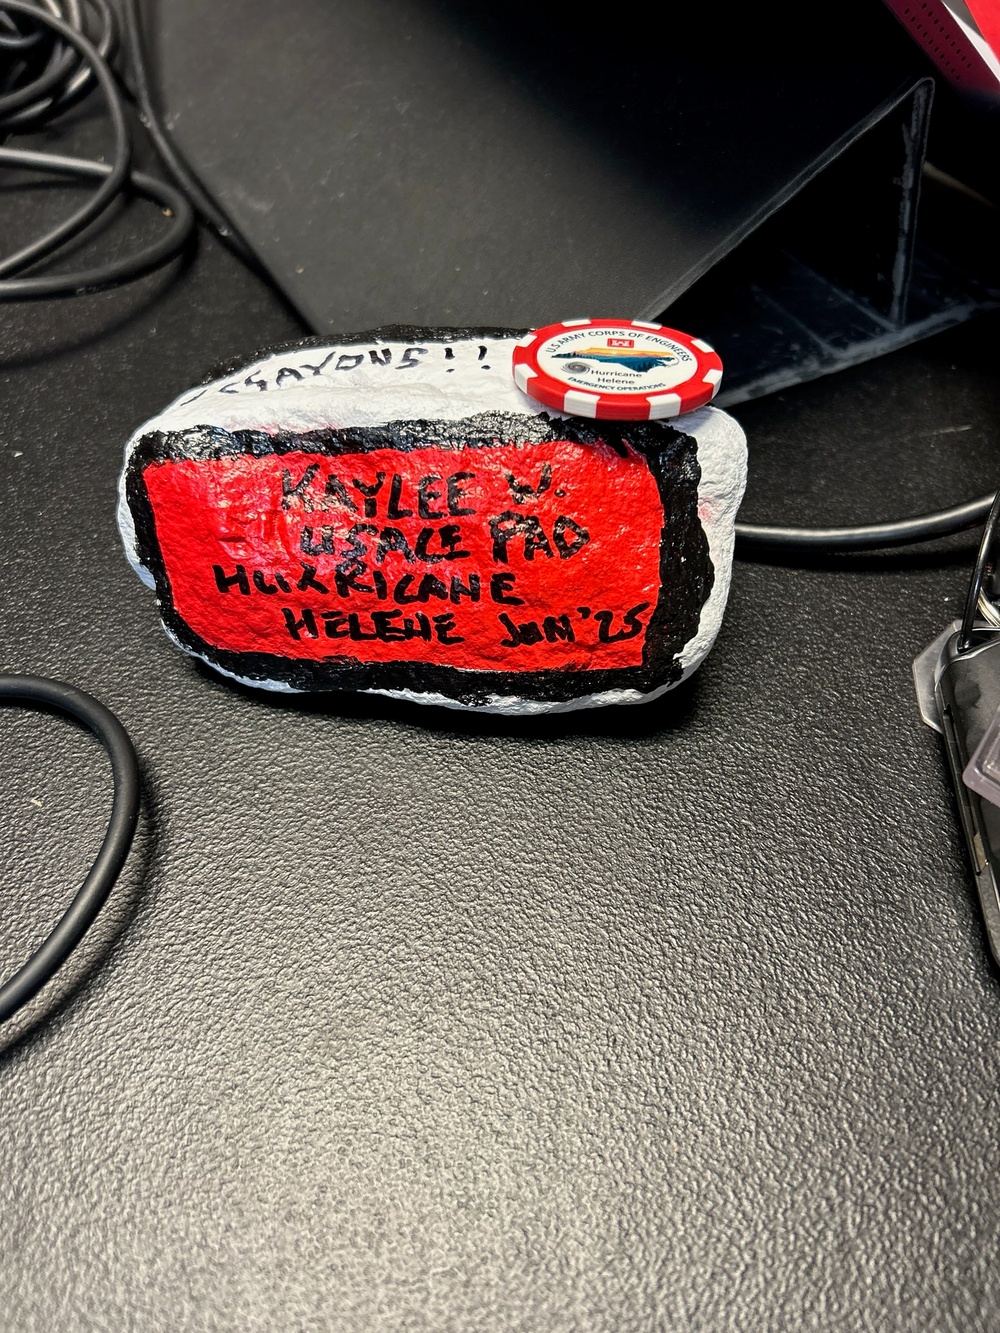 ESSAYONS!!
U.S ARMY CORPS OF ENGINEERS
Hurricane
Helene
EMERGENCY OPERATIONS
KAYLEE W.
USACE PAO
HURRICANE
HELENE JAN '25